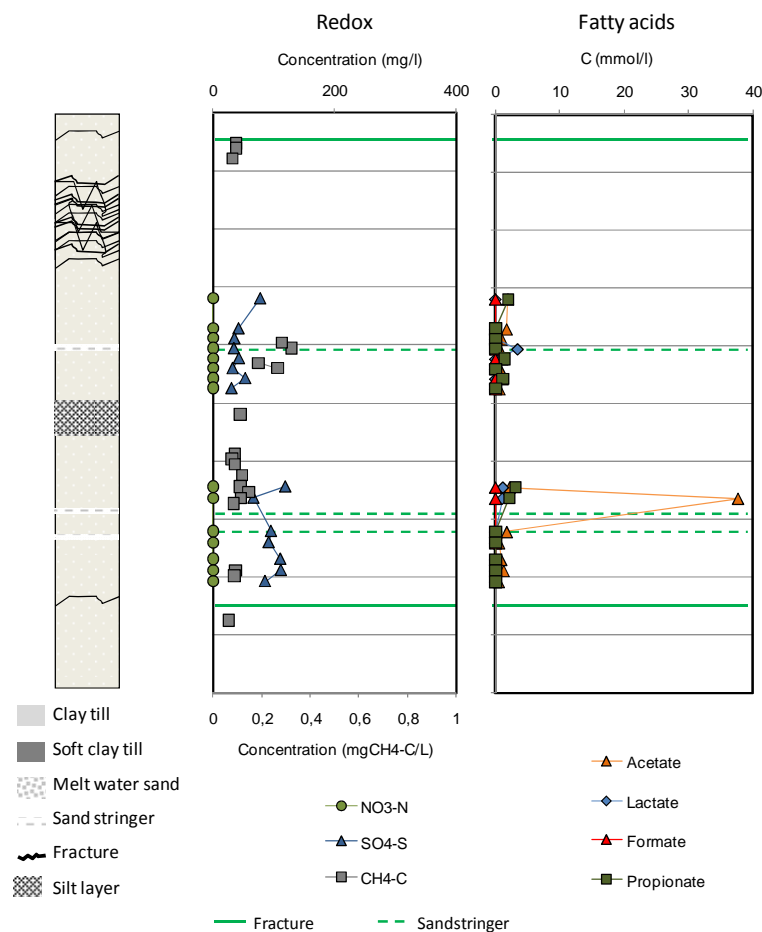 Redox
Fatty acids
Concentration (mg/l)
C (mmol/l)
0 200 400
0 10 20 30 40
0 0,2 0,4 0,6 0,8 1
Concentration (mgCH4-C/L)
Clay till
Soft clay till
Melt water sand
Sand stringer
Fracture
Silt layer
NO3-N
SO4-S
CH4-C
Acetate
Lactate
Formate
Propionate
Fracture
Sandstringer